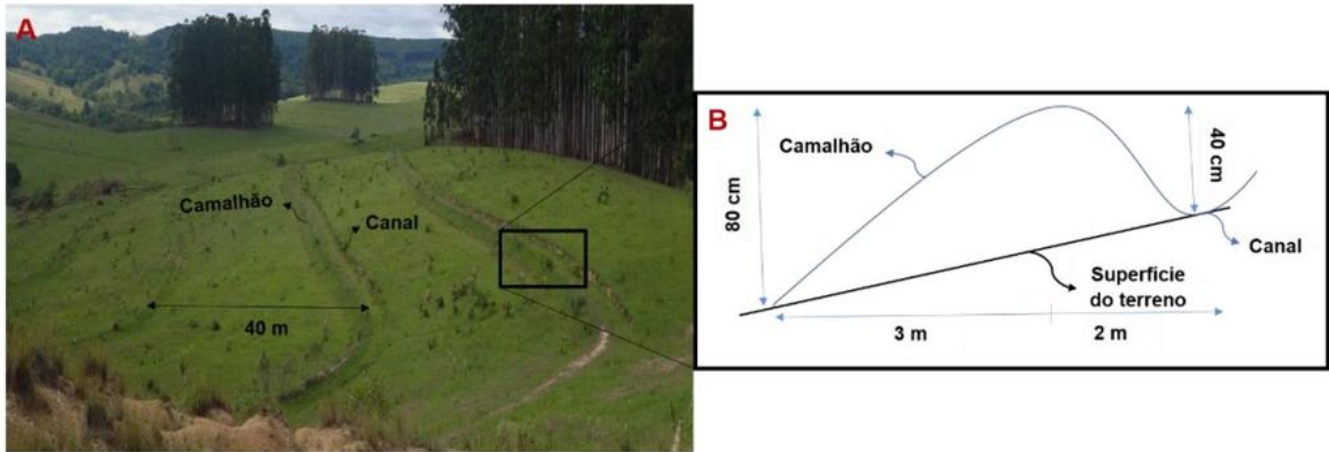 A
Camalhão
Canal
40 m
B
Camalhão
80 cm
40 cm
Canal
Superfície
do terreno
3 m
2 m